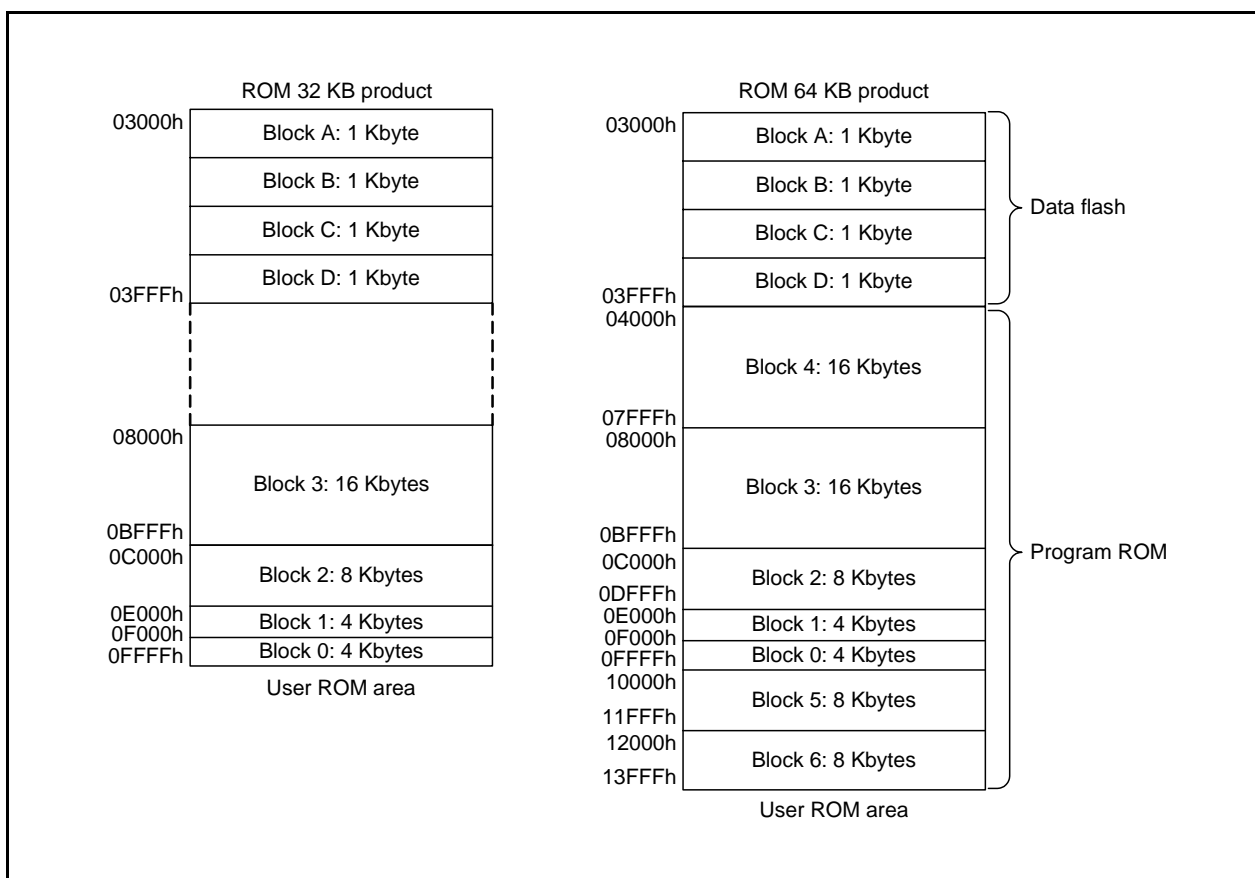 ROM 32 KB product
03000h
Block A: 1 Kbyte
Block B: 1 Kbyte
Block C: 1 Kbyte
Block D: 1 Kbyte
03FFFh
08000h
Block 3: 16 Kbytes
0BFFFh
0C000h
Block 2: 8 Kbytes
0E000h
Block 1: 4 Kbytes
0F000h
Block 0: 4 Kbytes
0FFFFh
User ROM area
ROM 64 KB product
03000h
Block A: 1 Kbyte
Block B: 1 Kbyte
Data flash
Block C: 1 Kbyte
Block D: 1 Kbyte
03FFFh
04000h
Block 4: 16 Kbytes
07FFFh
08000h
Block 3: 16 Kbytes
0BFFFh
Program ROM
0C000h
Block 2: 8 Kbytes
0DFFFh
0E000h
Block 1: 4 Kbytes
0F000h
Block 0: 4 Kbytes
0FFFFh
10000h
Block 5: 8 Kbytes
11FFFh
12000h
Block 6: 8 Kbytes
13FFFh
User ROM area